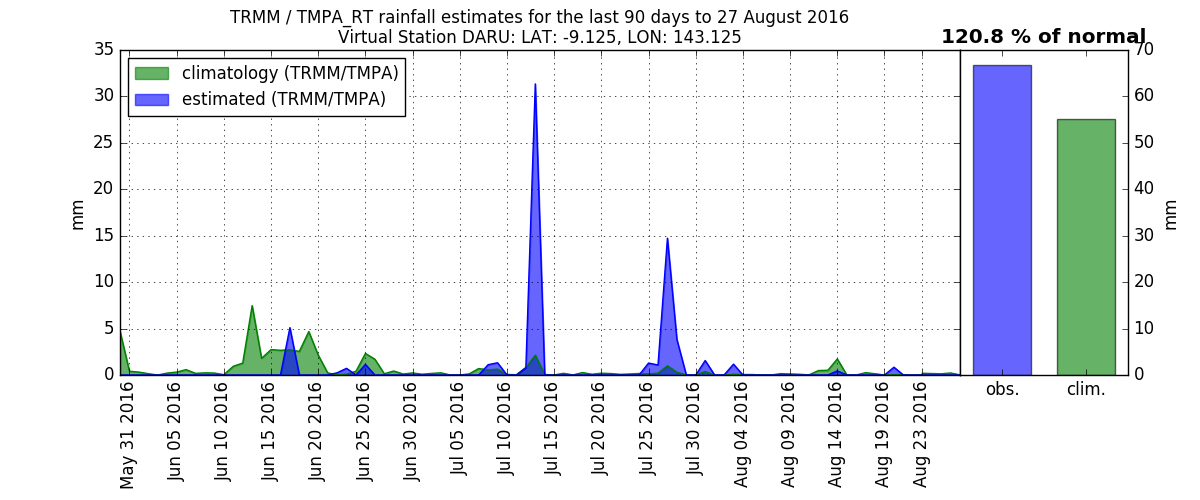 TRMM / TMPA_RT rainfall estimates for the last 90 days to 27 August 2016
Virtual Station DARU: LAT: -9.125, LON: 143.125
120.8 % of normal
climatology (TRMM/TMPA)
estimated (TRMM/TMPA)
35
30
25
20
15
10
5
0
mm
May 31 2016
Jun 05 2016
Jun 10 2016
Jun 15 2016
Jun 20 2016
Jun 25 2016
Jun 30 2016
Jul 05 2016
Jul 10 2016
Jul 15 2016
Jul 20 2016
Jul 25 2016
Jul 30 2016
Aug 04 2016
Aug 09 2016
Aug 14 2016
Aug 19 2016
Aug 23 2016
70
60
50
40
30
20
10
0
mm
obs.
clim.